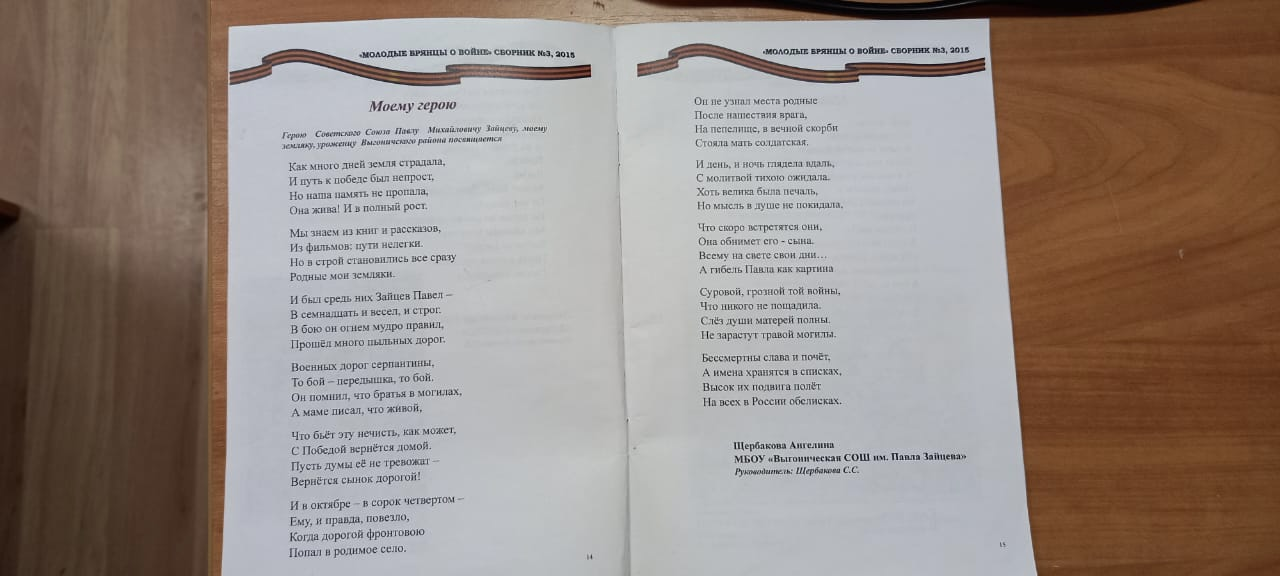 «МОЛОДЫЕ БРЯНЦЫ О ВОЙНЕ» СБОРНИК №3, 2015
Моему герою
Герою Советского Союза Павлу Михайловичу Зайцеву, моему
земляку, уроженцу Выгоничского района посвящается
Как много дней земля страдала,
И путь к победе был непрост,
Но наша память не пропала,
Она жива! И в полный рост.
Мы знаем из книг и рассказов,
Из фильмов: пути нелегки.
Но в строй становились все сразу
Родные мои земляки.
И был средь них Зайцев Павел –
В семнадцать и весел, и строг.
В бою он огнем мудро правил,
Прошёл много пыльных дорог.
Военных дорог серпантины,
То бой – передышка, то бой.
Он помнил, что братья в могилах,
А маме писал, что живой,
Что бьёт эту нечисть, как может,
С Победой вернётся домой.
Пусть думы её не тревожат –
Вернётся сынок дорогой!
И в октябре – в сорок четвертом –
Ему, и правда, повезло,
Когда дорогой фронтовою
Попал в родимое село.
14
«МОЛОДЫЕ БРЯНЦЫ О ВОЙНЕ» СБОРНИК №3, 2015
Он не узнал места родные
После нашествия врага,
На пепелище, в вечной скорби
Стояла мать солдатская.
И день, и ночь глядела вдаль,
С молитвой тихою ожидала.
Хоть велика была печаль,
Но мысль в душе не покидала,
Что скоро встретятся они,
Она обнимет его - сына.
Всему на свете свои дни…
А гибель Павла как картина
Суровой, грозной той войны,
Что никого не пощадила.
Слёз души матерей полны.
Не зарастут травой могилы.
Бессмертны слава и почёт,
А имена хранятся в списках,
Высок их подвига полёт
На всех в России обелисках.
Щербакова Ангелина
МБОУ «Выгоничская СОШ им. Павла Зайцева»
Руководитель: Щербакова С.С.
15